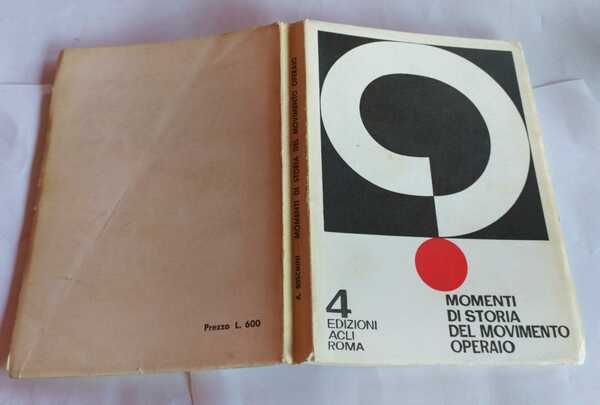 Prezzo L. 600
A. BOSCHINI MOMENTI DI STORIA DEL MOVIMENTO OPERAIO
4
EDIZIONI
ACLI
ROMA
MOMENTI
DI STORIA
DEL MOVIMENTO
OPERAIO